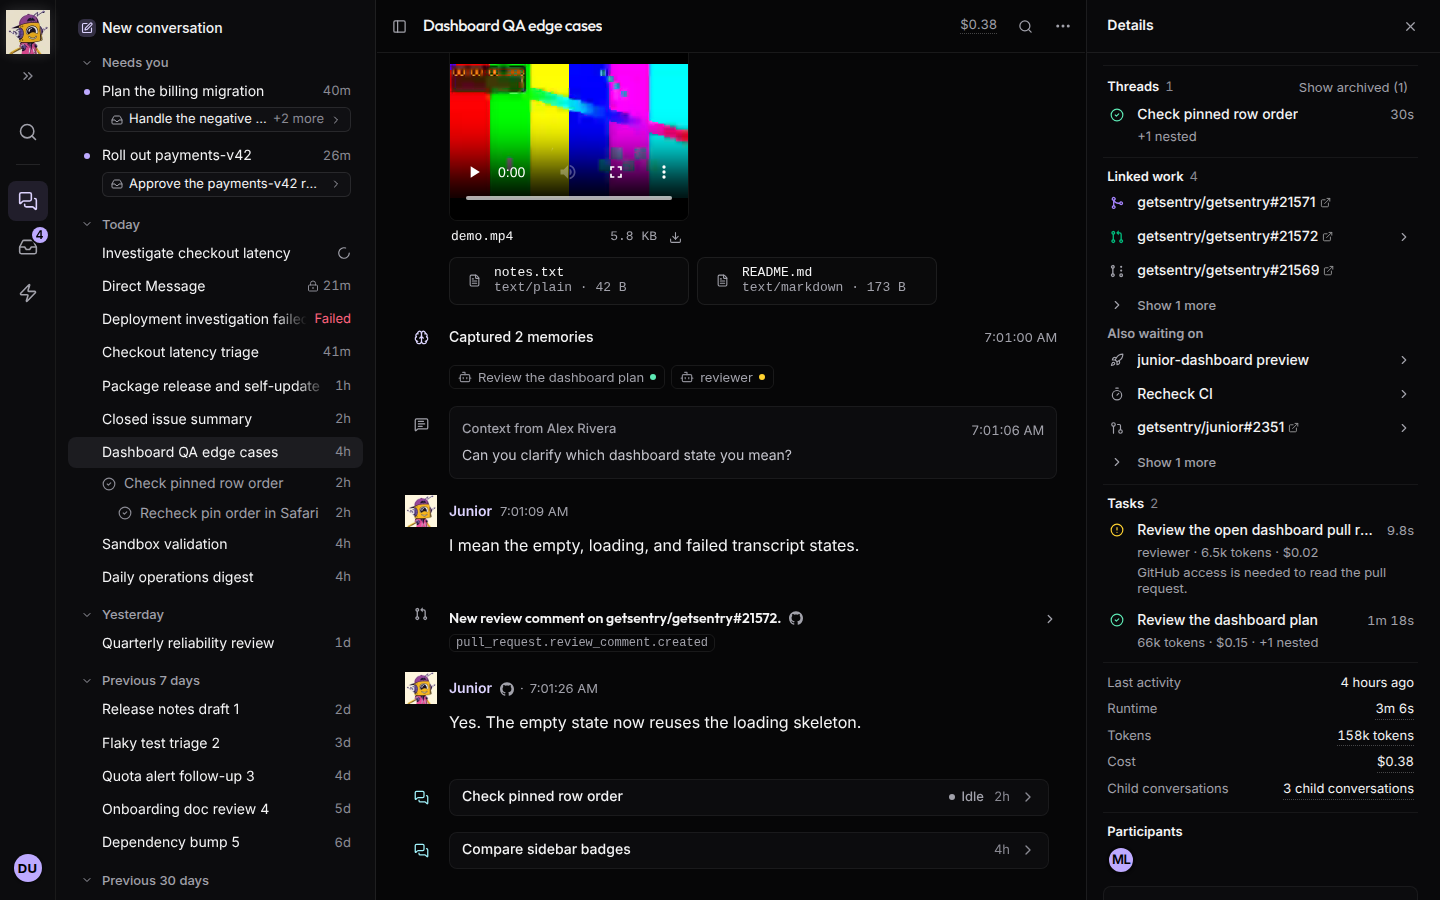 New conversation
Needs you
Plan the billing migration 40m
Handle the negative ... +2 more
Roll out payments-v42 26m
Approve the payments-v42 r...
Today
Investigate checkout latency
Direct Message 21m
Deployment investigation failed Failed
Checkout latency triage 41m
Package release and self-update 1h
Closed issue summary 2h
Dashboard QA edge cases 4h
Check pinned row order 2h
Recheck pin order in Safari 2h
Sandbox validation 4h
Daily operations digest 4h
Yesterday
Quarterly reliability review 1d
Previous 7 days
Release notes draft 1 2d
Flaky test triage 2 3d
Quota alert follow-up 3 4d
Onboarding doc review 4 5d
Dependency bump 5 6d
Previous 30 days
4
DU
Dashboard QA edge cases $0.38
0:00
demo.mp4 5.8 KB
notes.txt
text/plain · 42 B
README.md
text/markdown · 173 B
Captured 2 memories 7:01:00 AM
Review the dashboard plan
reviewer
Context from Alex Rivera 7:01:06 AM
Can you clarify which dashboard state you mean?
Junior 7:01:09 AM
I mean the empty, loading, and failed transcript states.
New review comment on getsentry/getsentry#21572.
pull_request.review_comment.created
Junior · 7:01:26 AM
Yes. The empty state now reuses the loading skeleton.
Check pinned row order Idle 2h
Compare sidebar badges 4h
Details
Threads 1 Show archived (1)
Check pinned row order 30s
+1 nested
Linked work 4
getsentry/getsentry#21571
getsentry/getsentry#21572
getsentry/getsentry#21569
Show 1 more
Also waiting on
junior-dashboard preview
Recheck CI
getsentry/junior#2351
Show 1 more
Tasks 2
Review the open dashboard pull r... 9.8s
reviewer · 6.5k tokens · $0.02
GitHub access is needed to read the pull
request.
Review the dashboard plan 1m 18s
66k tokens · $0.15 · +1 nested
Last activity 4 hours ago
Runtime 3m 6s
Tokens 158k tokens
Cost $0.38
Child conversations 3 child conversations
Participants
ML